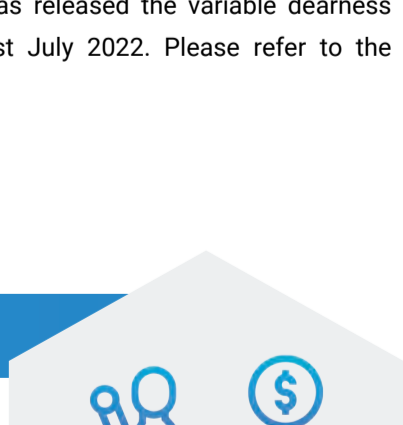 as released the variable dearness
st July 2022. Please refer to the
$